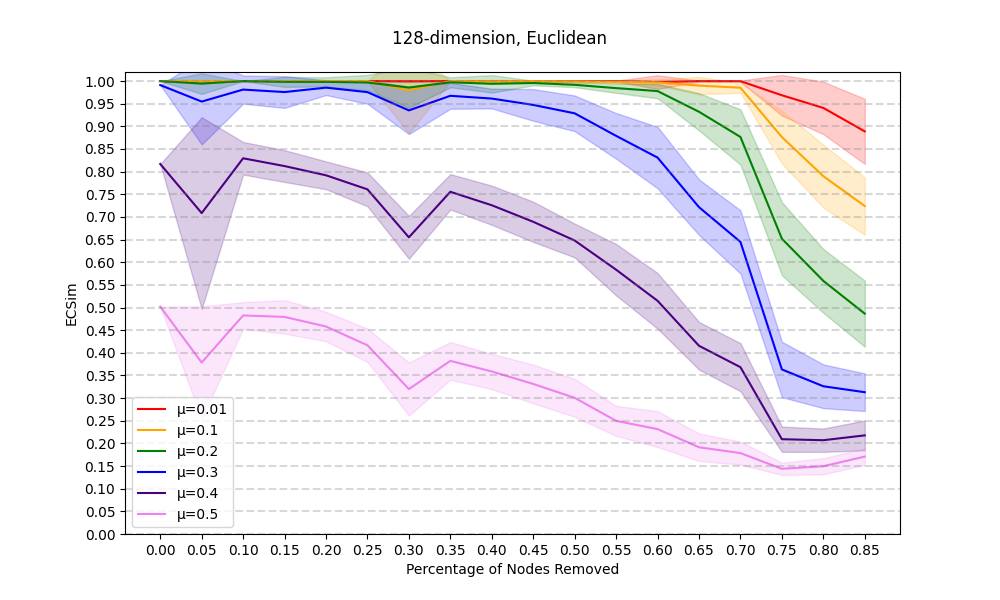 128-dimension, Euclidean
ECSim
1.00
0.95
0.90
0.85
0.80
0.75
0.70
0.65
0.60
0.55
0.50
0.45
0.40
0.35
0.30
0.25
0.20
0.15
0.10
0.05
0.00
μ=0.01
μ=0.1
μ=0.2
μ=0.3
μ=0.4
μ=0.5
0.00 0.05 0.10 0.15 0.20 0.25 0.30 0.35 0.40 0.45 0.50 0.55 0.60 0.65 0.70 0.75 0.80 0.85
Percentage of Nodes Removed